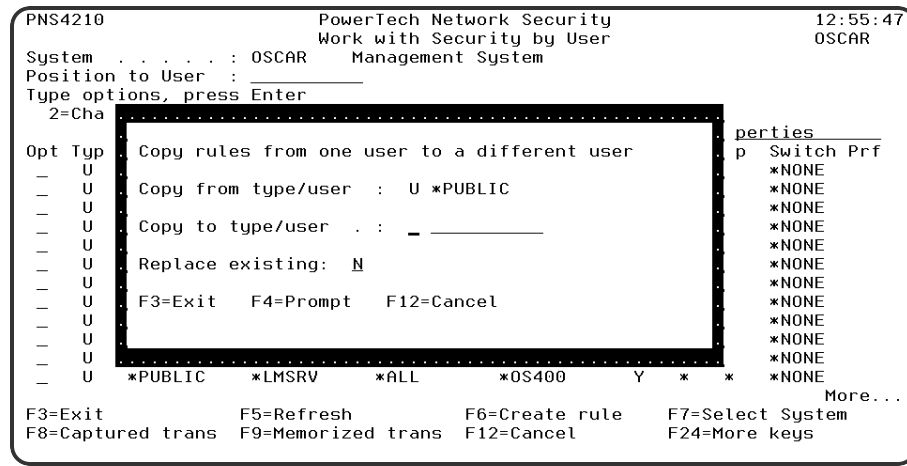 PNS4210 PowerTech Network Security 12:55:47
Work with Security by User OSCAR
System . . . . . : OSCAR Management System
Position to User :
Type options, press Enter
2=Cha
perties
Opt Typ Copy rules from one user to a different user p Switch Prf
_ U *NONE
_ U Copy from type/user : U *PUBLIC *NONE
_ U *NONE
_ U Copy to type/user . : _ *NONE
_ U *NONE
_ U Replace existing: N *NONE
_ U *NONE
_ U F3=Exit F4=Prompt F12=Cancel *NONE
_ U *NONE
_ U *NONE
_ U *NONE
_ U *PUBLIC *LMSRV *ALL *OS400 Y * * *NONE
More...
F3=Exit F5=Refresh F6=Create rule F7=Select System
F8=Captured trans F9=Memorized trans F12=Cancel F24=More keys